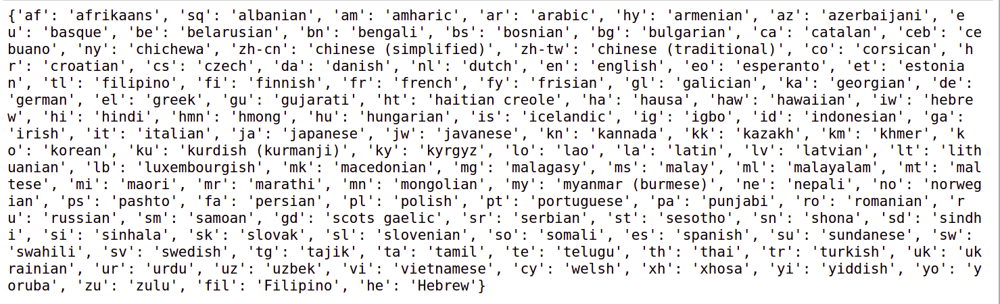 {'af': 'afrikaans', 'sq': 'albanian', 'am': 'amharic', 'ar': 'arabic', 'hy': 'armenian', 'az': 'azerbaijani', 'e
u': 'basque', 'be': 'belarusian', 'bn': 'bengali', 'bs': 'bosnian', 'bg': 'bulgarian', 'ca': 'catalan', 'ceb': 'ce
buano', 'ny': 'chichewa', 'zh-cn': 'chinese (simplified)', 'zh-tw': 'chinese (traditional)', 'co': 'corsican', 'h
r': 'croatian', 'cs': 'czech', 'da': 'danish', 'nl': 'dutch', 'en': 'english', 'eo': 'esperanto', 'et': 'estonia
n', 'tl': 'filipino', 'fi': 'finnish', 'fr': 'french', 'fy': 'frisian', 'gl': 'galician', 'ka': 'georgian', 'de':
'german', 'el': 'greek', 'gu': 'gujarati', 'ht': 'haitian creole', 'ha': 'hausa', 'haw': 'hawaiian', 'iw': 'hebre
w', 'hi': 'hindi', 'hmn': 'hmong', 'hu': 'hungarian', 'is': 'icelandic', 'ig': 'igbo', 'id': 'indonesian', 'ga':
'irish', 'it': 'italian', 'ja': 'japanese', 'jw': 'javanese', 'kn': 'kannada', 'kk': 'kazakh', 'km': 'khmer', 'k
o': 'korean', 'ku': 'kurdish (kurmanji)', 'ky': 'kyrgyz', 'lo': 'lao', 'la': 'latin', 'lv': 'latvian', 'lt': 'lith
uanian', 'lb': 'luxembourgish', 'mk': 'macedonian', 'mg': 'malagasy', 'ms': 'malay', 'ml': 'malayalam', 'mt': 'mal
tese', 'mi': 'maori', 'mr': 'marathi', 'mn': 'mongolian', 'my': 'myanmar (burmese)', 'ne': 'nepali', 'no': 'norweg
ian', 'ps': 'pashto', 'fa': 'persian', 'pl': 'polish', 'pt': 'portuguese', 'pa': 'punjabi', 'ro': 'romanian', 'r
u': 'russian', 'sm': 'samoan', 'gd': 'scots gaelic', 'sr': 'serbian', 'st': 'sesotho', 'sn': 'shona', 'sd': 'sindh
i', 'si': 'sinhala', 'sk': 'slovak', 'sl': 'slovenian', 'so': 'somali', 'es': 'spanish', 'su': 'sundanese', 'sw':
'swahili', 'sv': 'swedish', 'tg': 'tajik', 'ta': 'tamil', 'te': 'telugu', 'th': 'thai', 'tr': 'turkish', 'uk': 'uk
rainian', 'ur': 'urdu', 'uz': 'uzbek', 'vi': 'vietnamese', 'cy': 'welsh', 'xh': 'xhosa', 'yi': 'yiddish', 'yo': 'y
oruba', 'zu': 'zulu', 'fil': 'Filipino', 'he': 'Hebrew'}